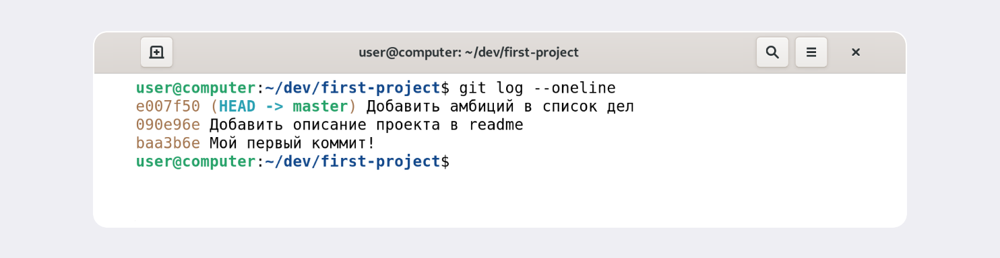 user@computer: ~/dev/first-project
user@computer:~/dev/first-project$ git log --oneline
e007f50 (HEAD -> master) Добавить амбиций в список дел
090e96e Добавить описание проекта в readme
baa3b6e Мой первый коммит!
user@computer:~/dev/first-project$